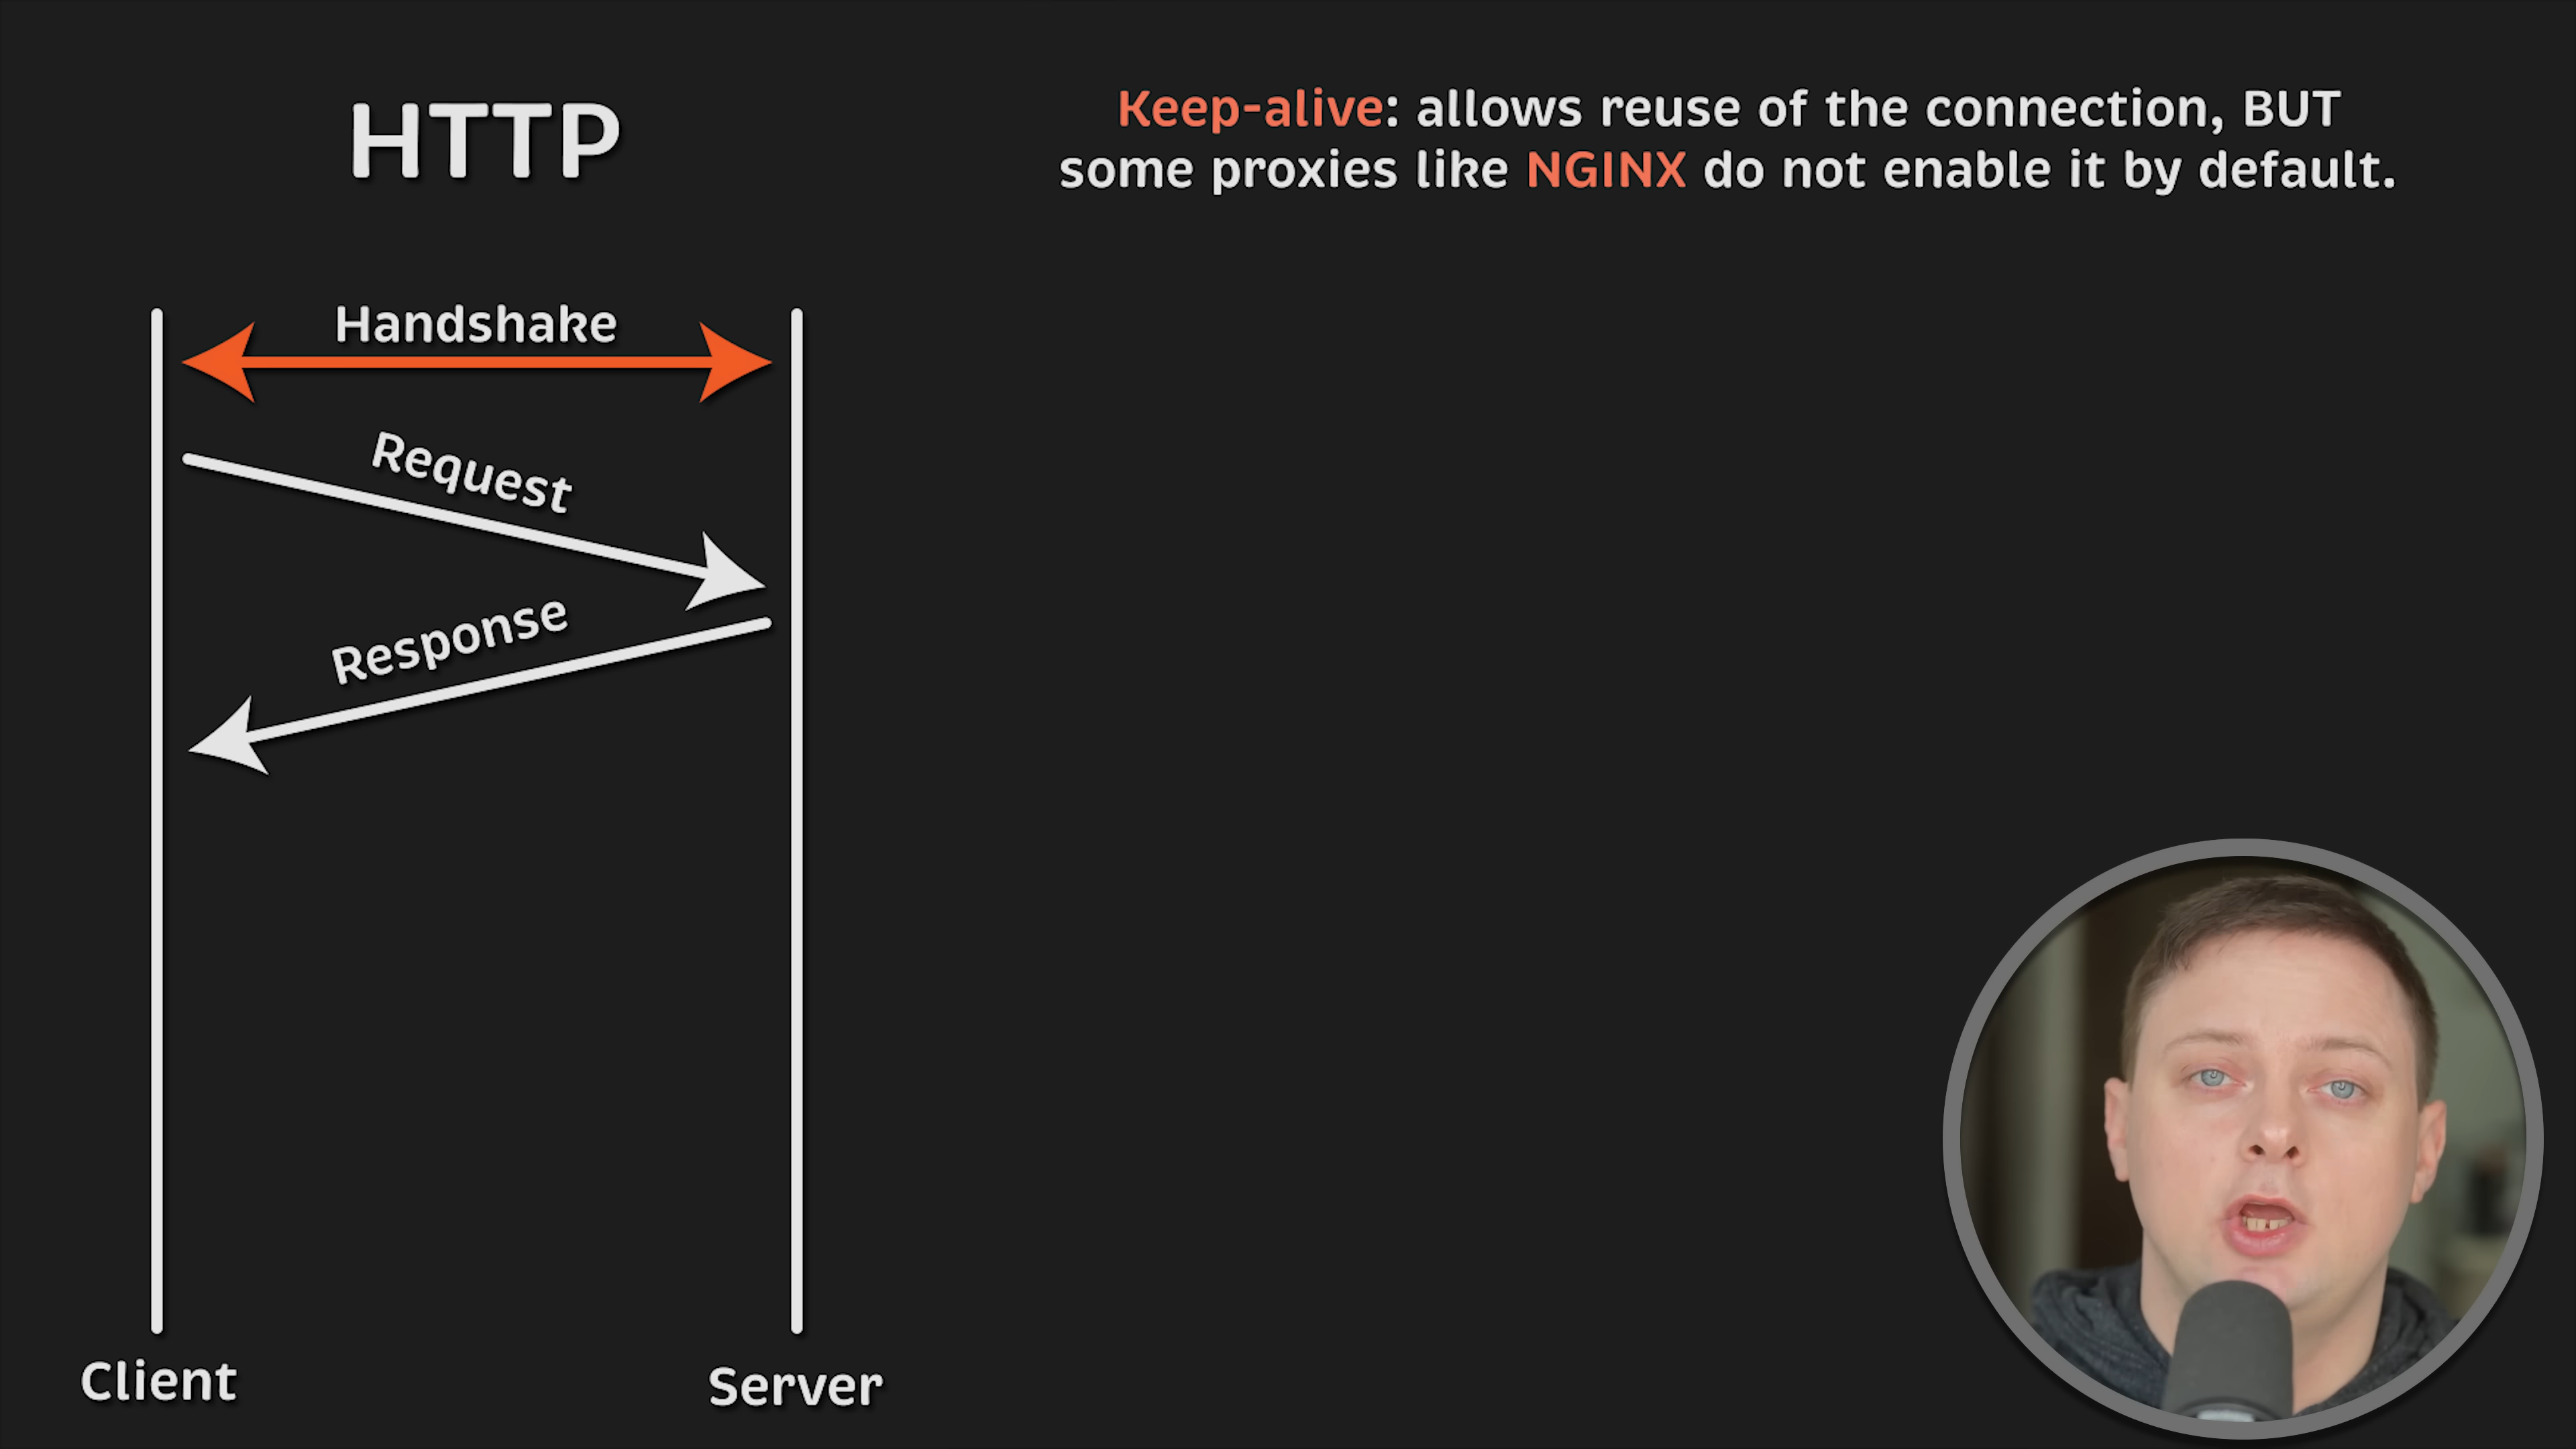 HTTP
Keep-alive: allows reuse of the connection, BUT
some proxies like NGINX do not enable it by default.
Handshake
Request
Response
Client
Server